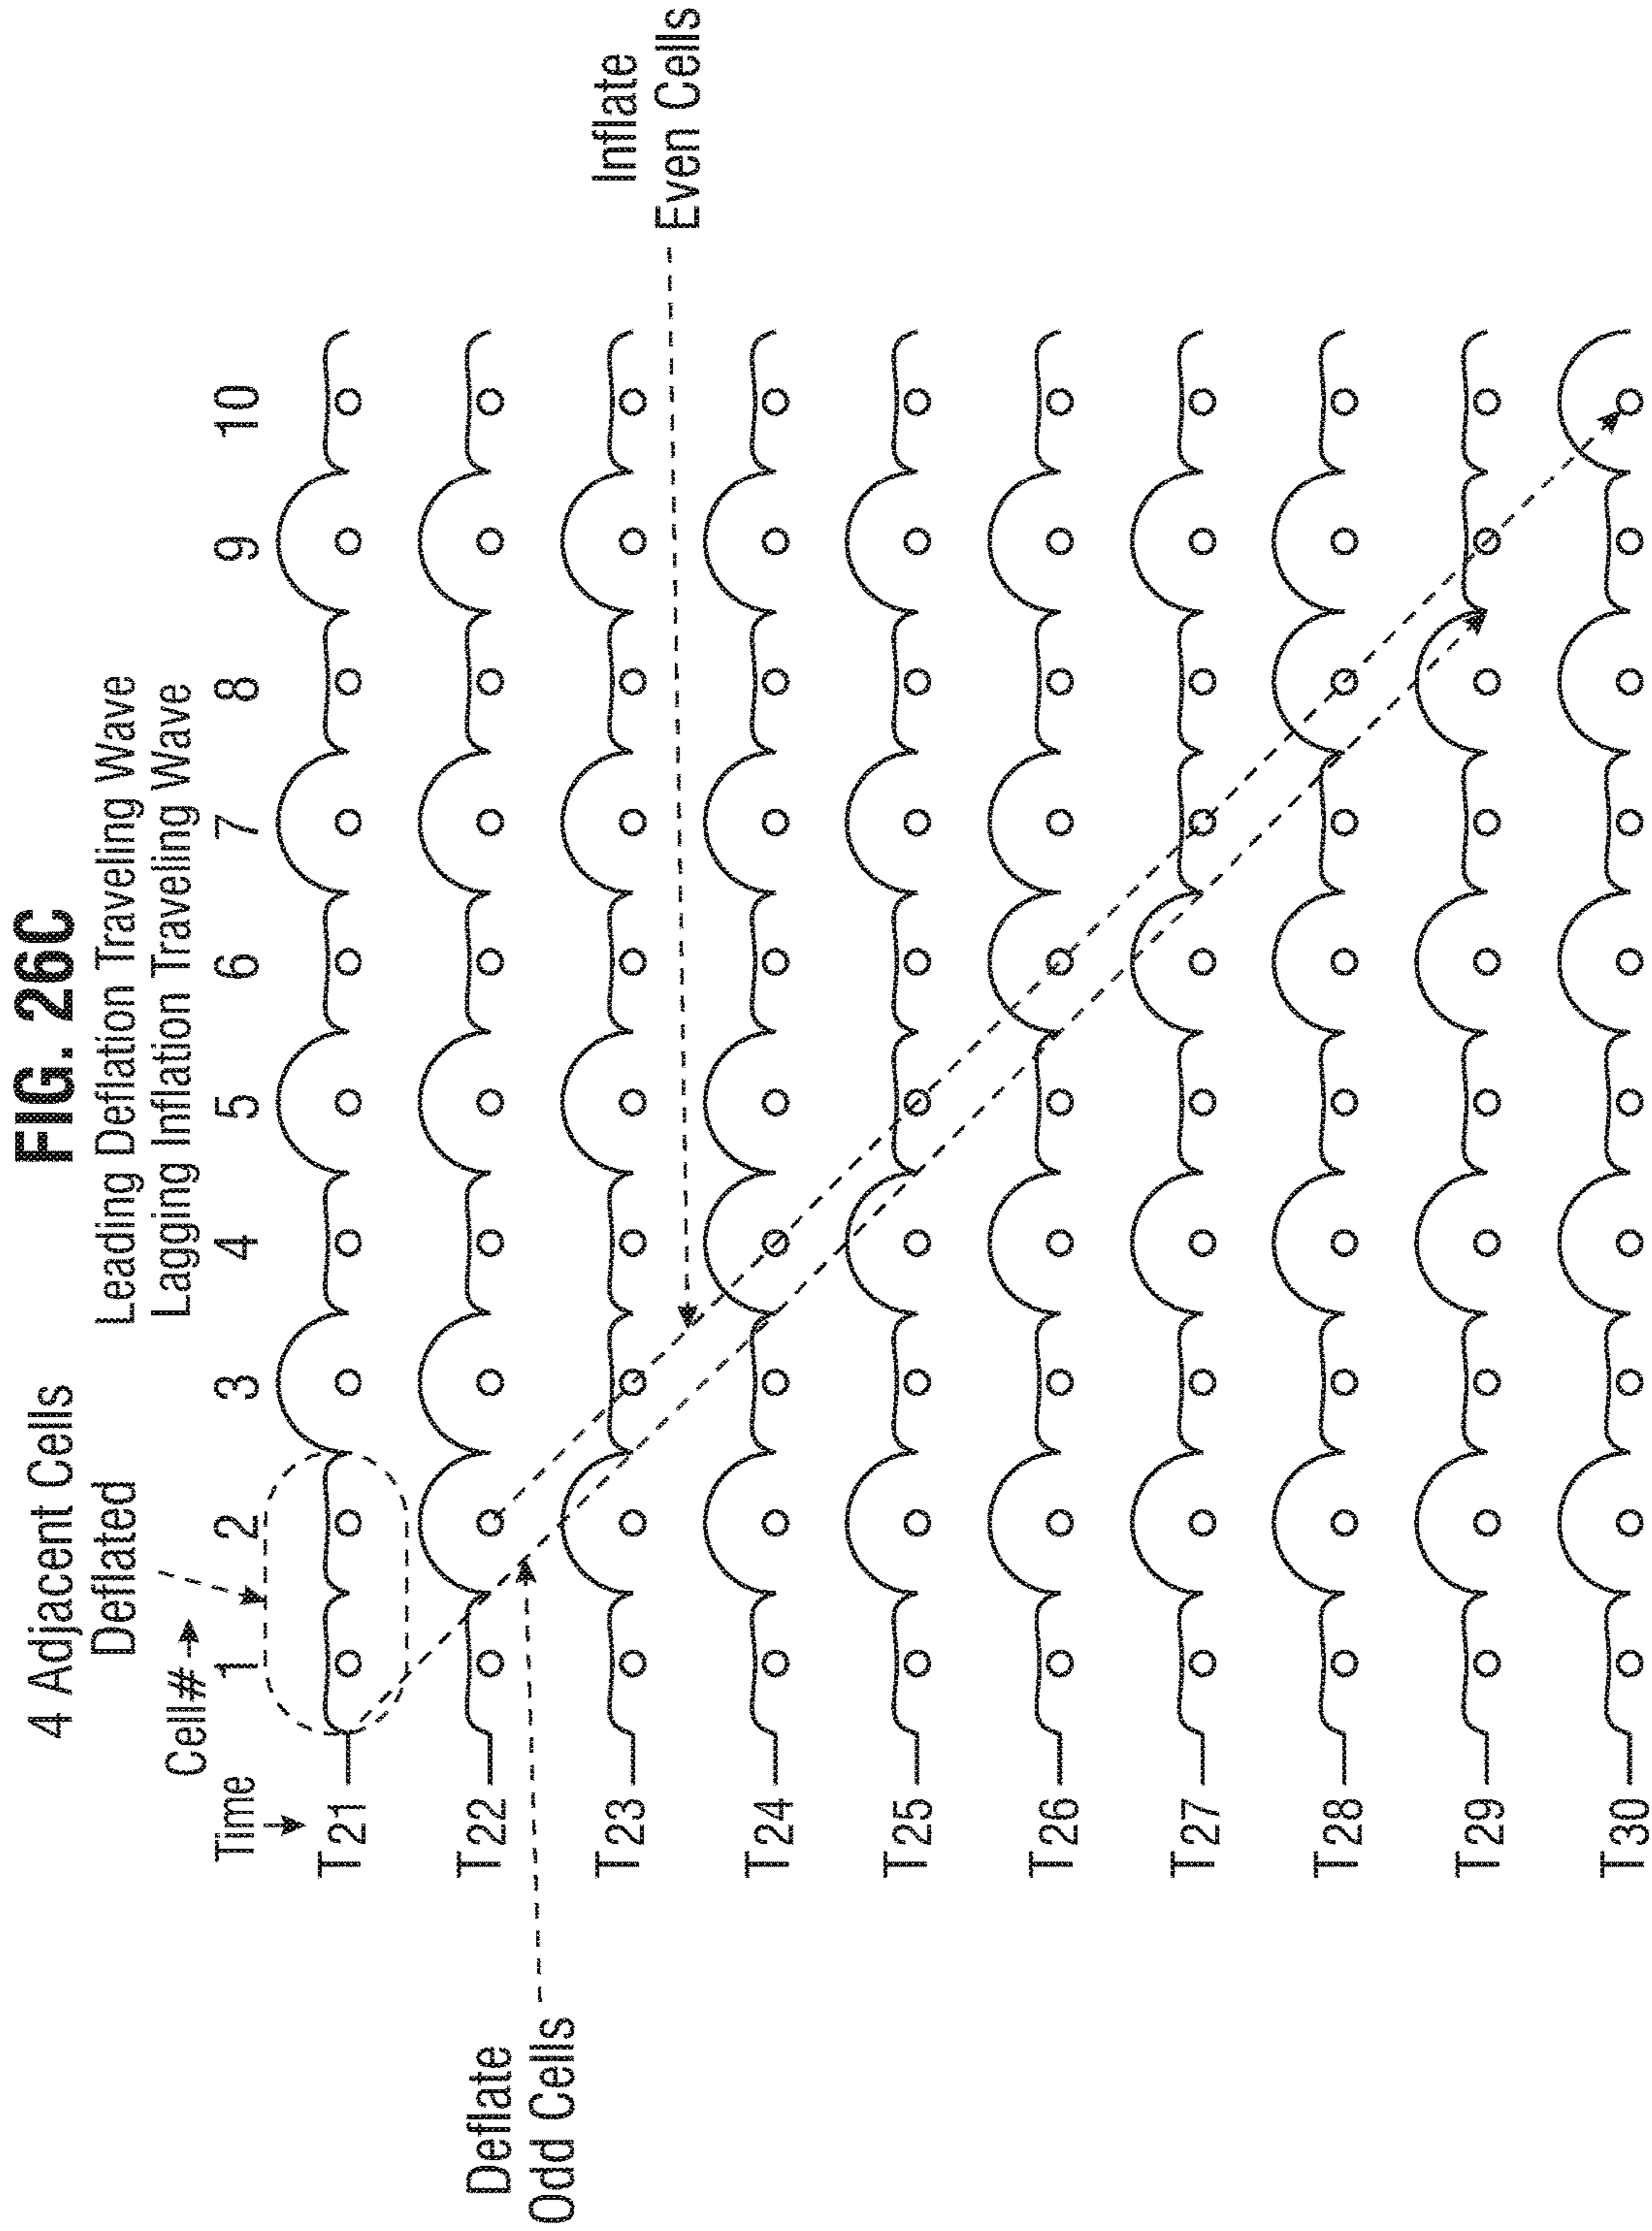 FIG. 26C
4 Adjacent Cells
Deflated
Leading Deflation Traveling Wave
Lagging Inflation Traveling Wave
Cell#
Time
1 2 3 4 5 6 7 8 9 10
T21
T22
T23
T24
T25
T26
T27
T28
T29
T30
Deflate
Odd Cells
Inflate
Even Cells